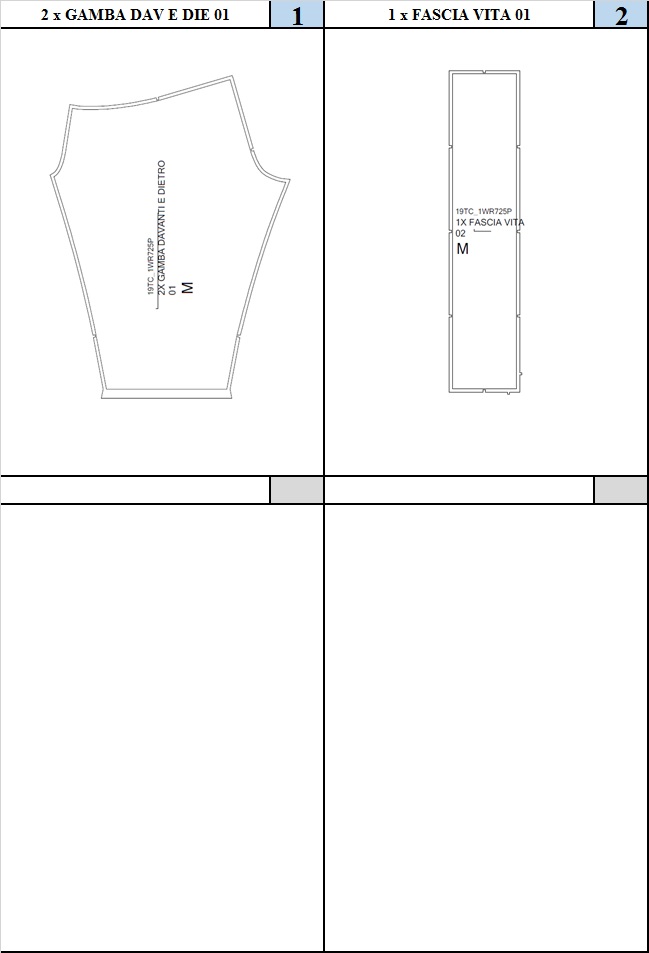 2 x GAMBA DAV E DIE 01
1
1 x FASCIA VITA 01
2
19TC_1WR725P
2X GAMBA DAVANTI E DIETRO
01
M
19TC_1WR725P
1X FASCIA VITA
02
M